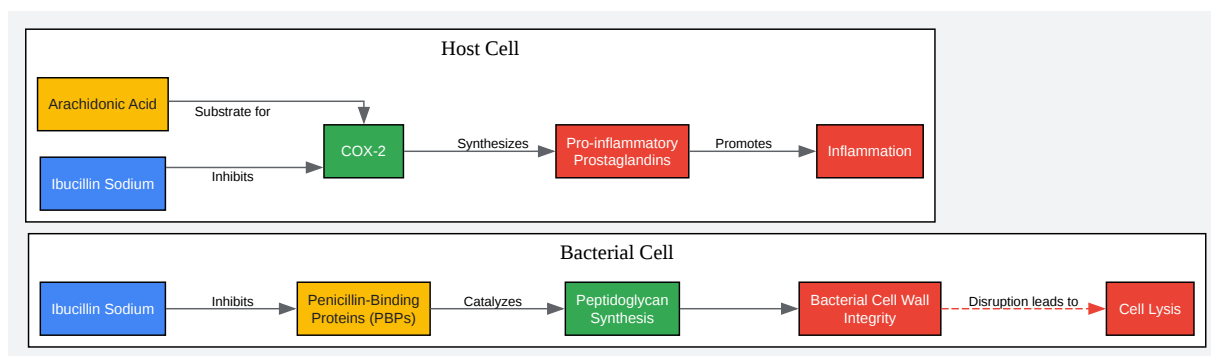 Host Cell
Arachidonic Acid
Substrate for
Ibucillin Sodium
Inhibits
COX-2
Synthesizes
Pro-inflammatory
Prostaglandins
Promotes
Inflammation
Bacterial Cell
Ibucillin Sodium
Inhibits
Penicillin-Binding
Proteins (PBPs)
Catalyzes
Peptidoglycan
Synthesis
Bacterial Cell Wall
Integrity
Disruption leads to
Cell Lysis